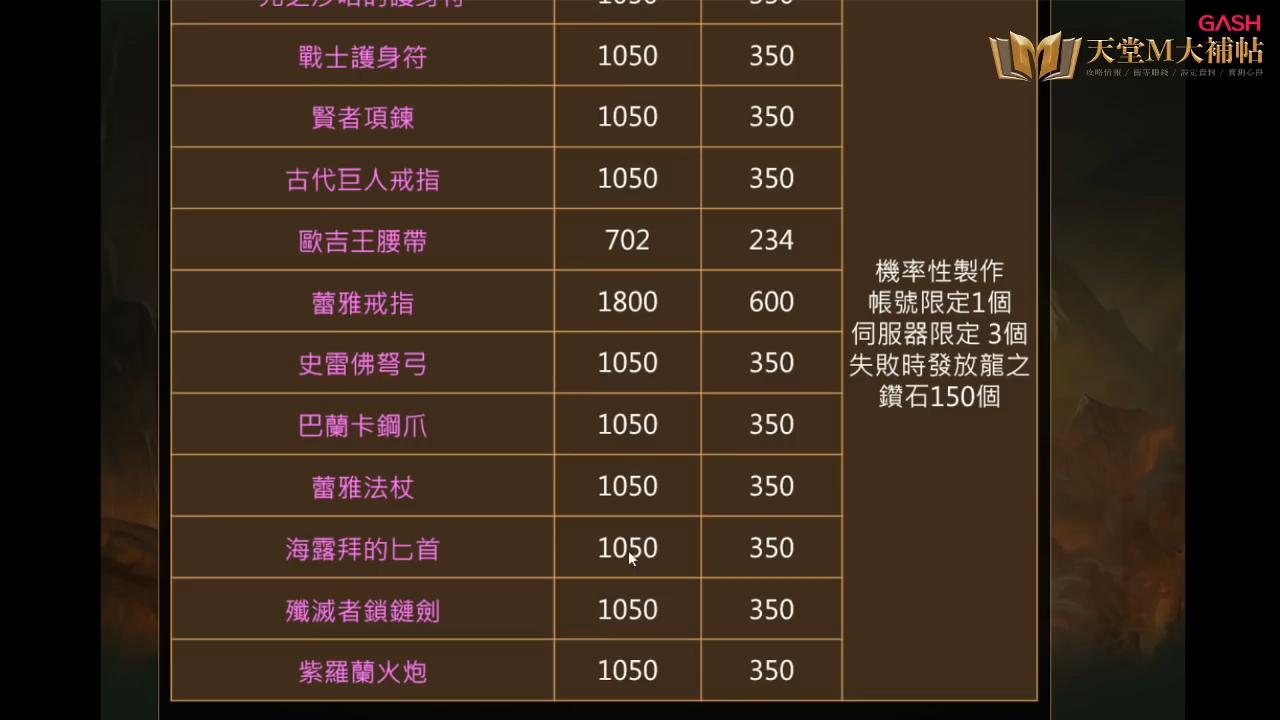 GASH
天堂M大補帖
1050 350
戰士護身符 1050 350
賢者項鍊 1050 350
古代巨人戒指 1050 350
歐吉王腰帶 702 234
蕾雅戒指 1800 600
史雷佛弩弓 1050 350
巴蘭卡鋼爪 1050 350
蕾雅法杖 1050 350
海露拜的匕首 1050 350
殲滅者鎖鏈劍 1050 350
紫羅蘭火炮 1050 350
機率性製作
帳號限定1個
伺服器限定 3個
失敗時發放龍之
鑽石150個